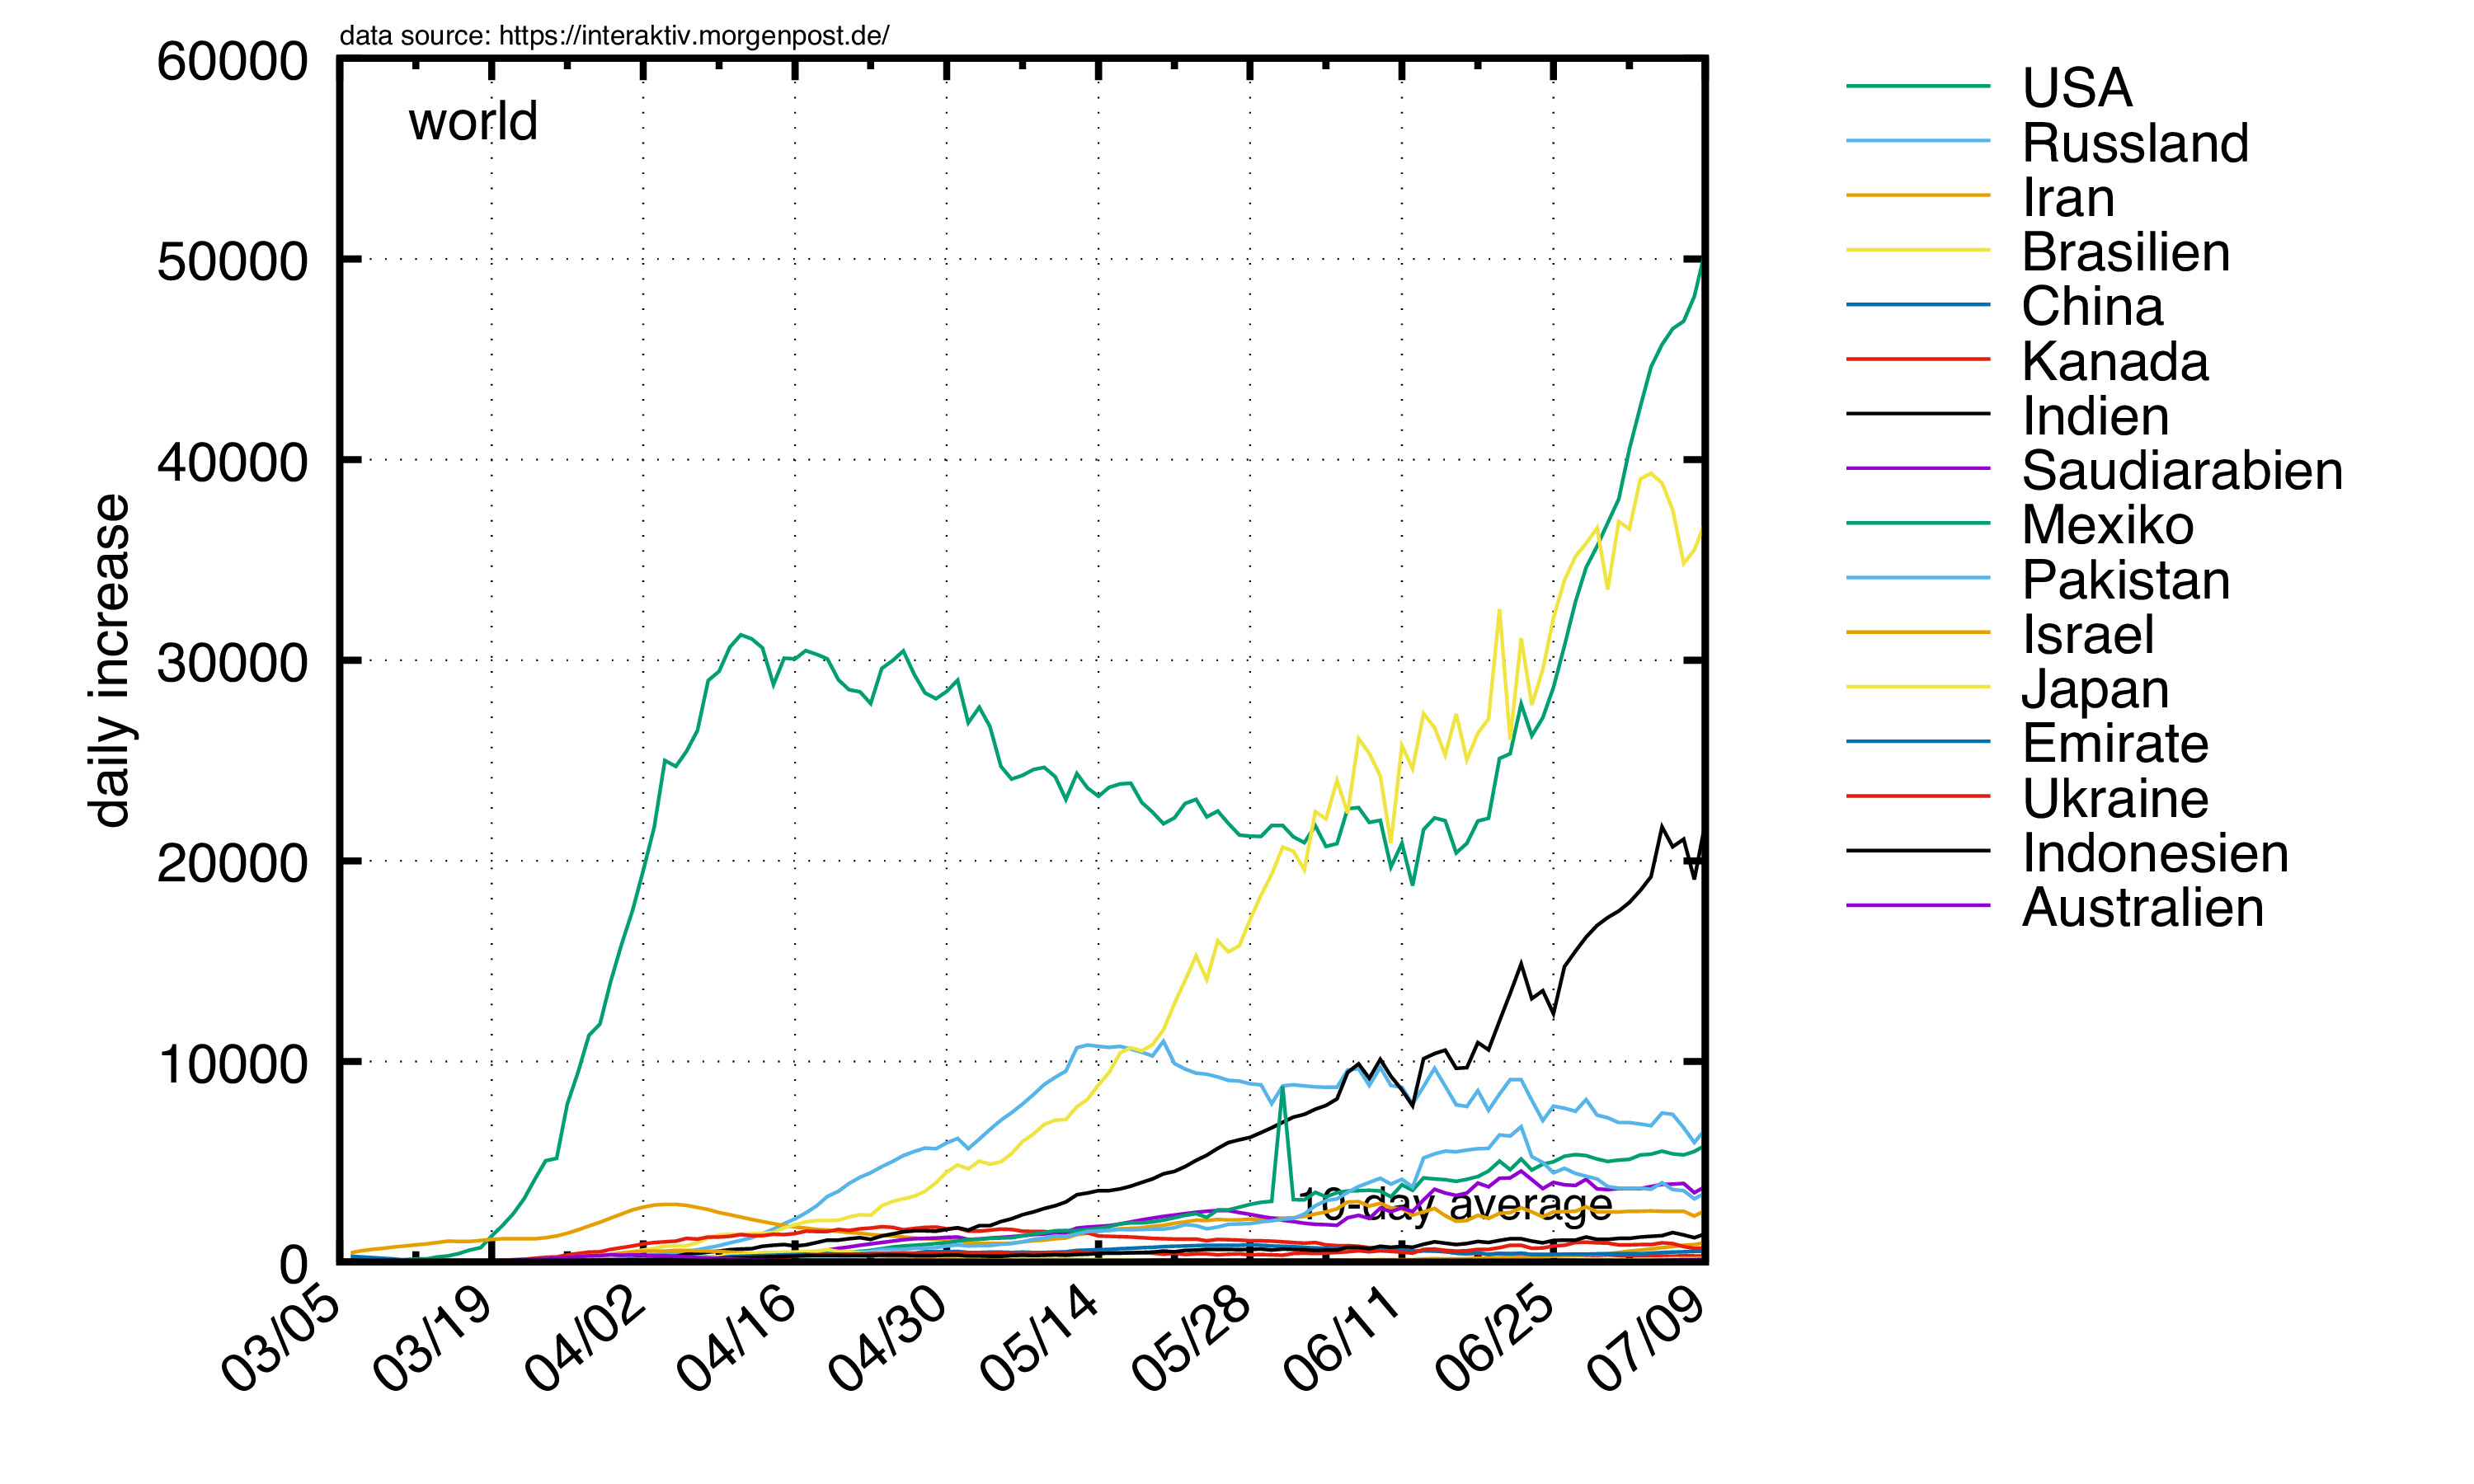 data source: https://interaktiv.morgenpost.de/
60000
50000
40000
30000
20000
10000
0
daily increase
world
10-day average
03/05
03/19
04/02
04/16
04/30
05/14
05/28
06/11
06/25
07/09
USA
Russland
Iran
Brasilien
China
Kanada
Indien
Saudiarabien
Mexiko
Pakistan
Israel
Japan
Emirate
Ukraine
Indonesien
Australien